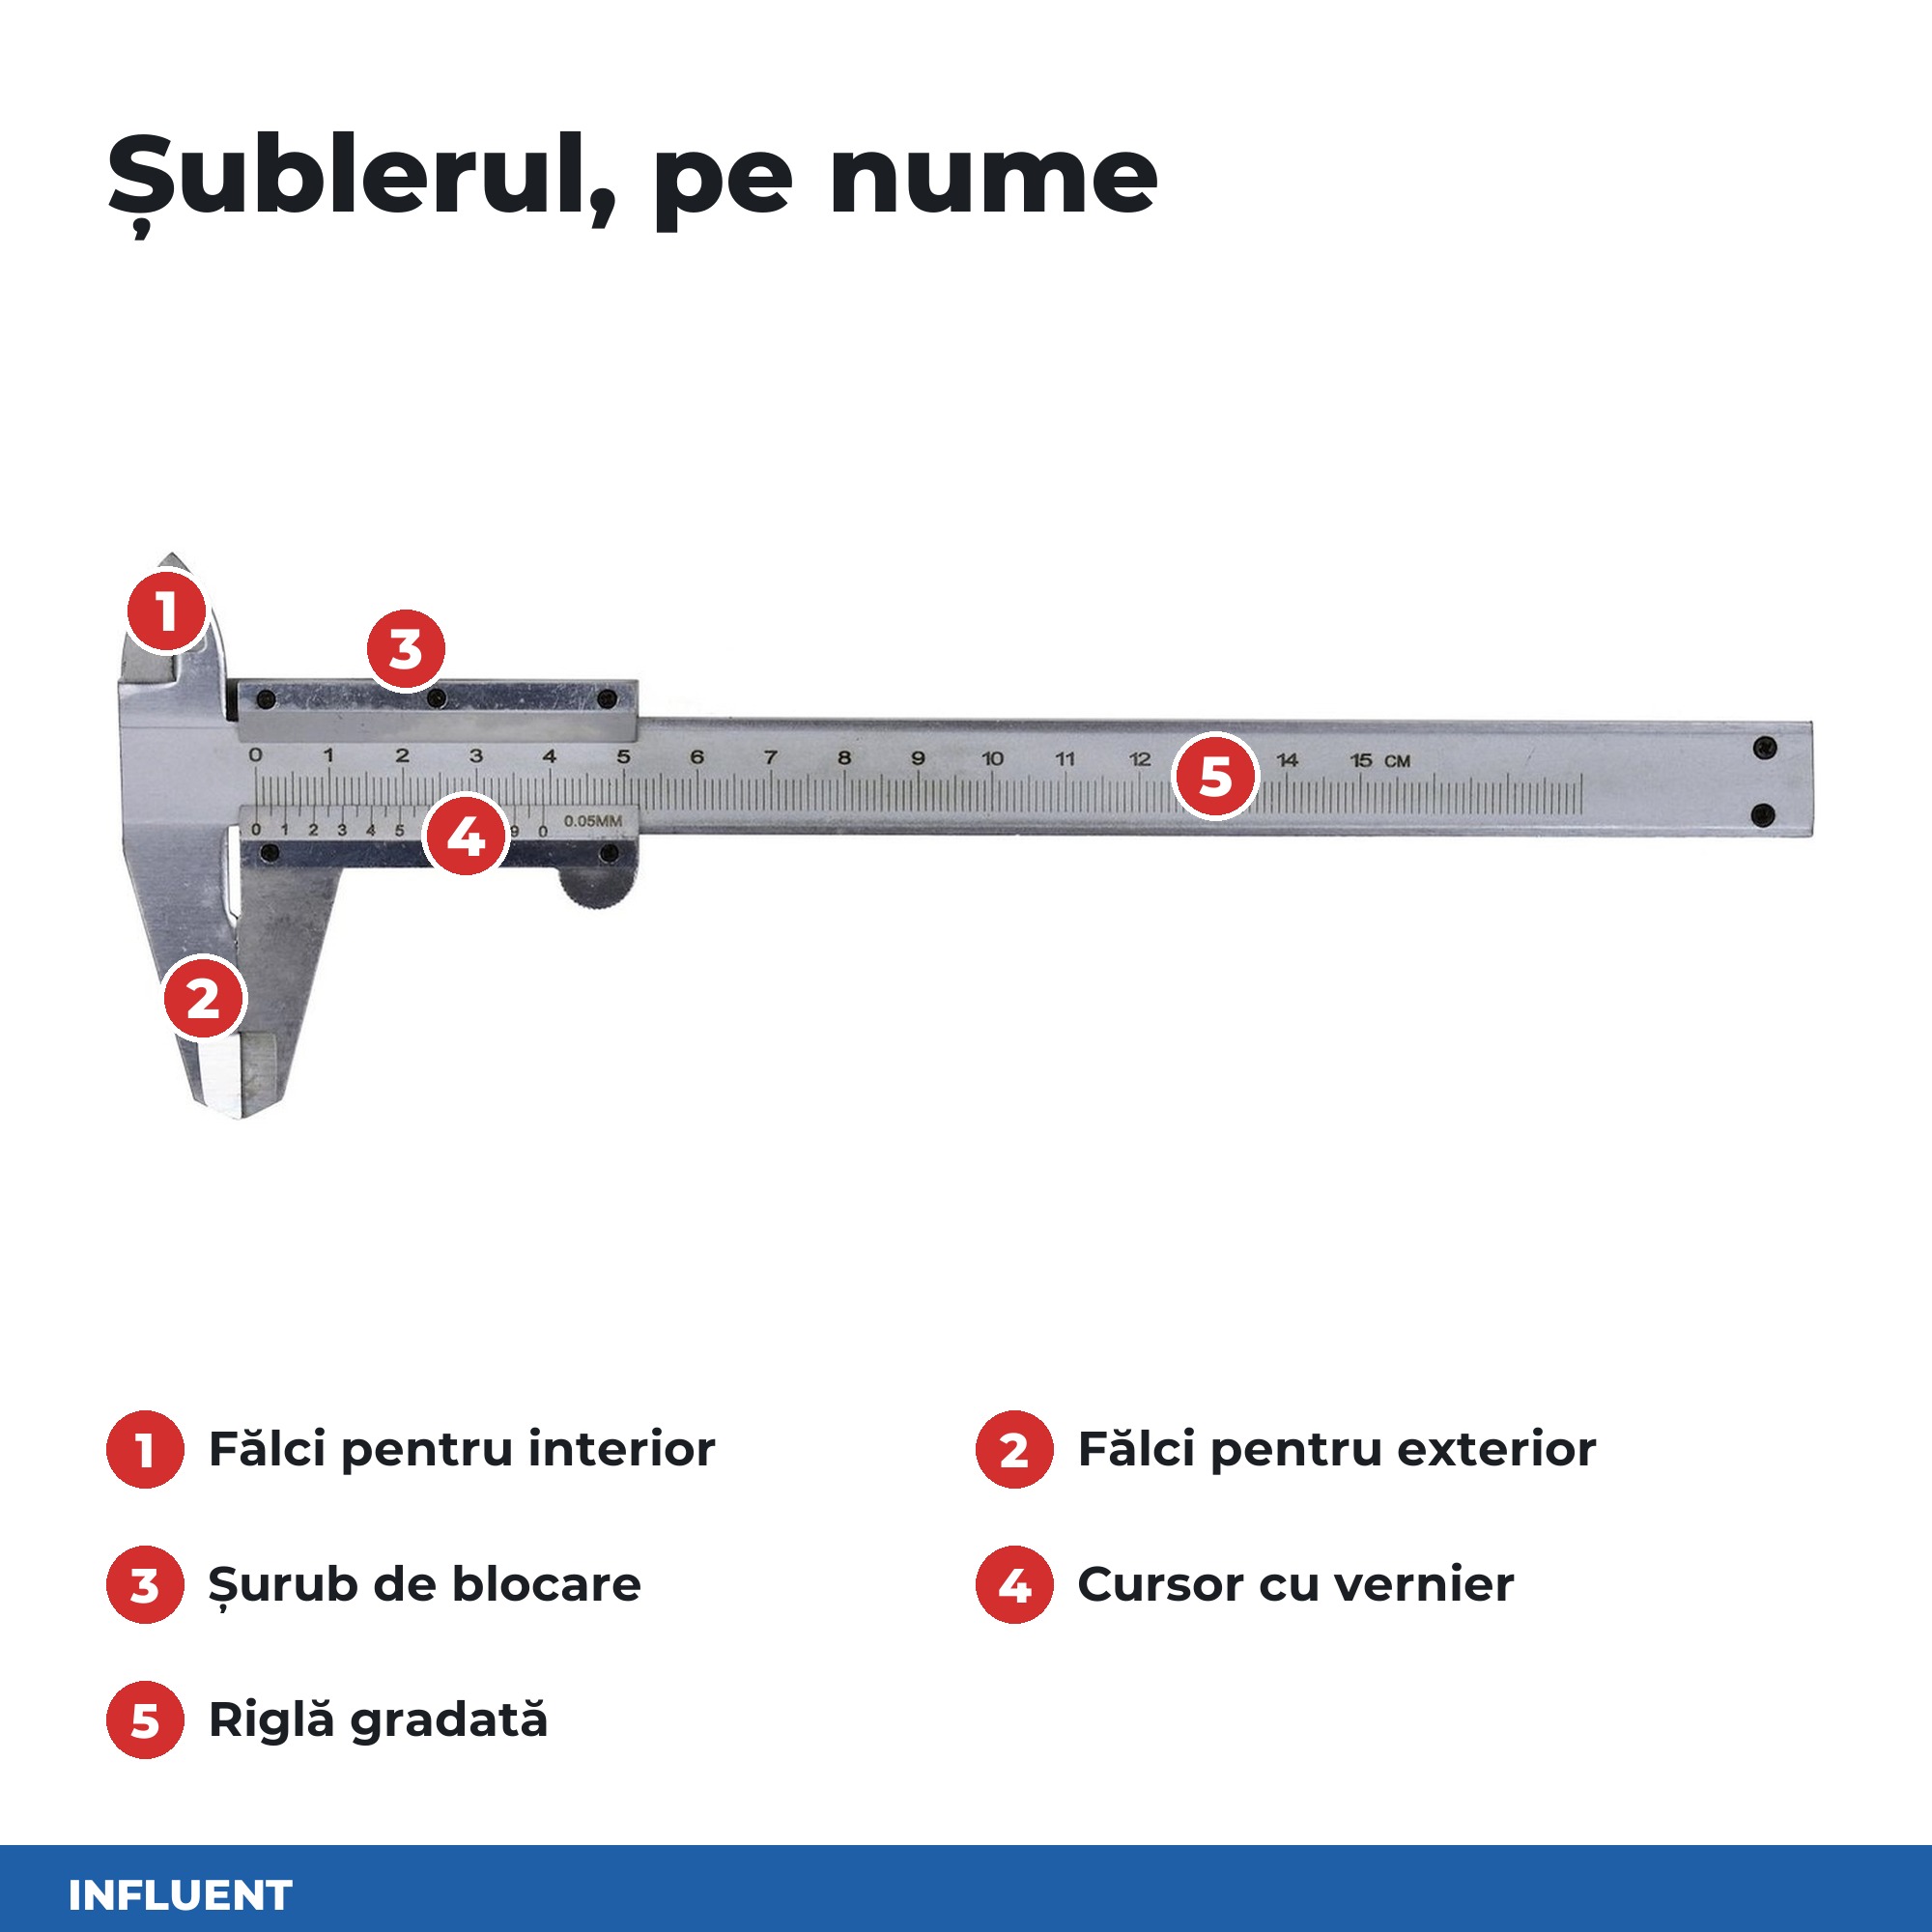 Șublerul, pe nume
1
3
0 1 2 3 4 5 6 7 8 9 10 11 12 5 14 15 CM
0 1 2 3 4 5 4 9 0 0.05MM
2
1 Fălci pentru interior
2 Fălci pentru exterior
3 Șurub de blocare
4 Cursor cu vernier
5 Riglă gradată
INFLUENT